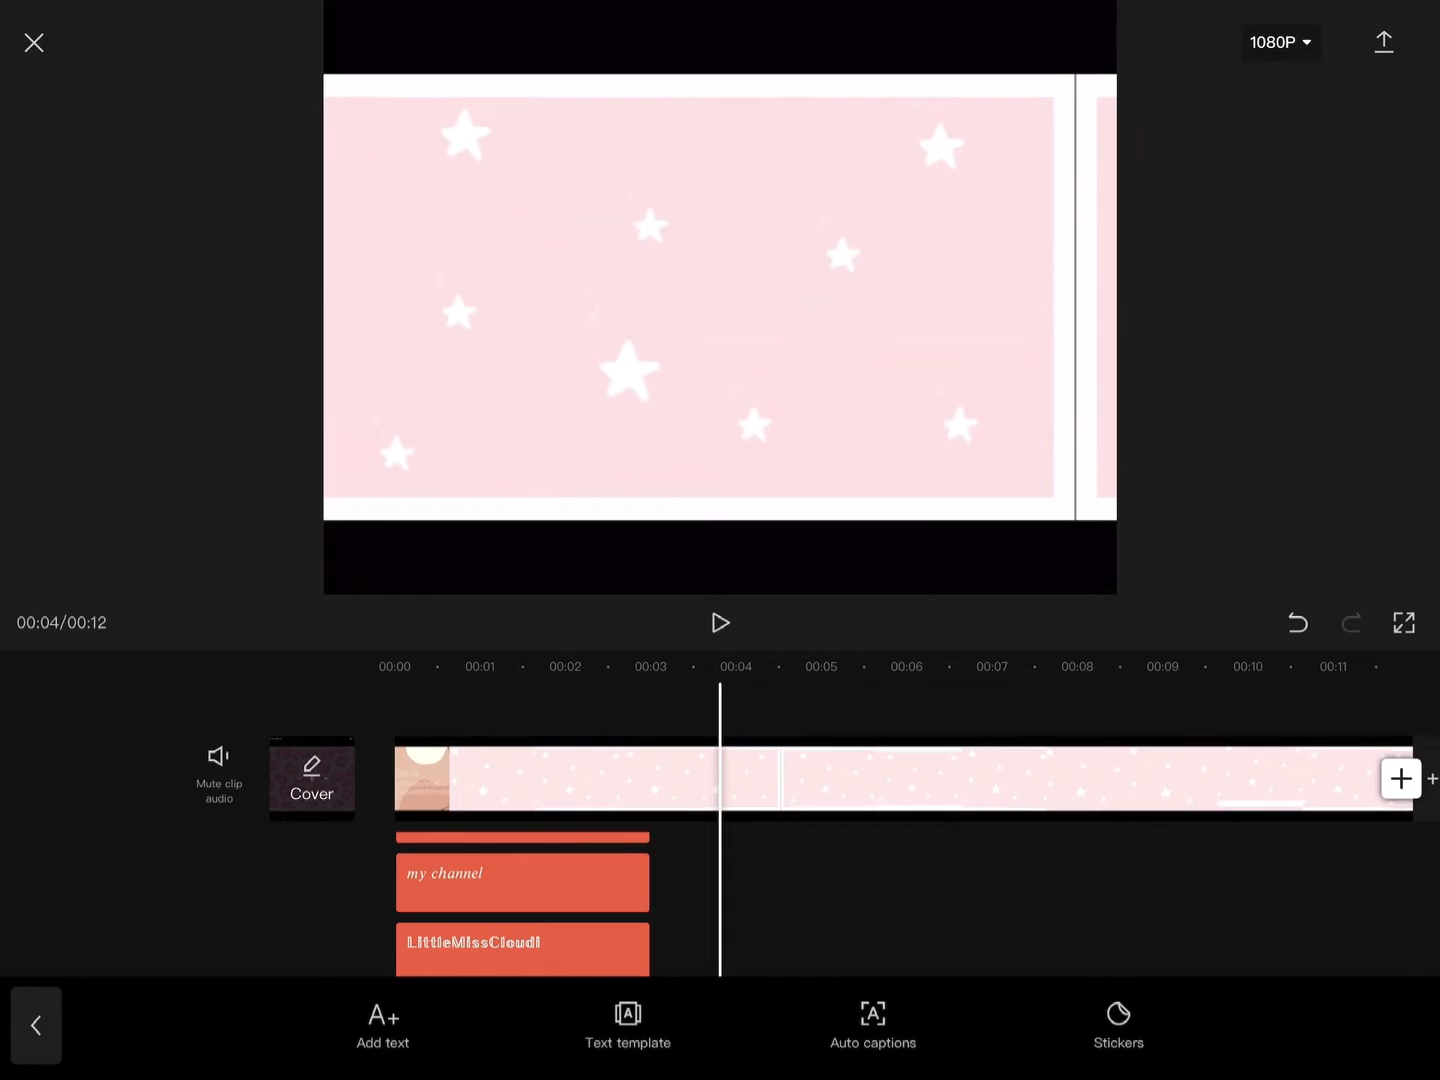 1080P
00:04/00:12
00:00 00:01 00:02 00:03 00:04 00:05 00:06 00:07 00:08 00:09 00:10 00:11
Mute clip
audio
Cover
my channel
LittleMissCloudi
Add text
Text template
Auto captions
Stickers